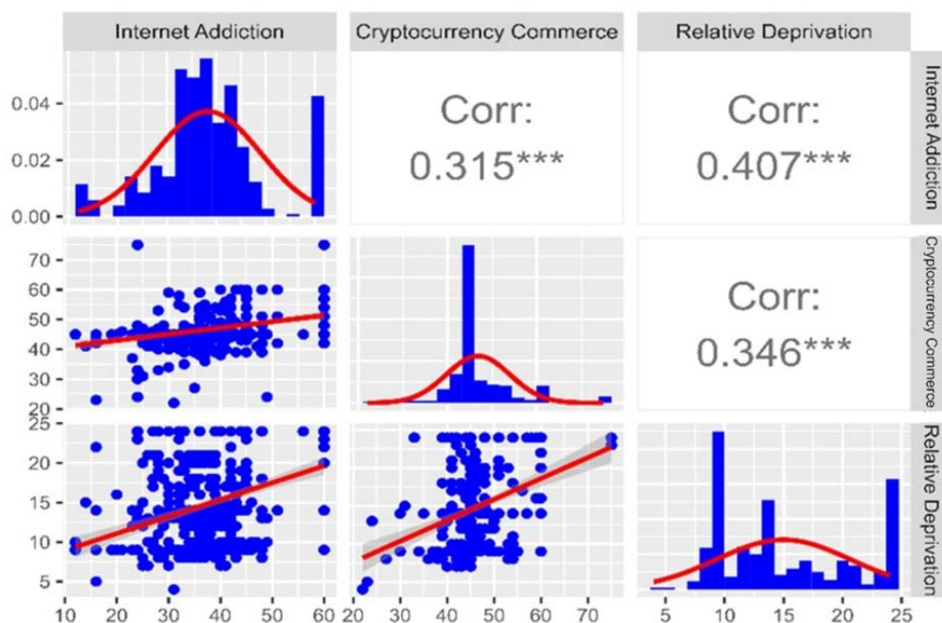 Internet Addiction
Cryptocurrency Commerce
Relative Deprivation
0.04
0.02
0.00
Corr:
0.315***
Corr:
0.407***
Internet Addiction
70
60
50
40
30
20
Corr:
0.346***
Cryptocurrency Commerce
25
20
15
10
5
Relative Deprivation
10 20 30 40 50 60
20 30 40 50 60 70
5 10 15 20 25